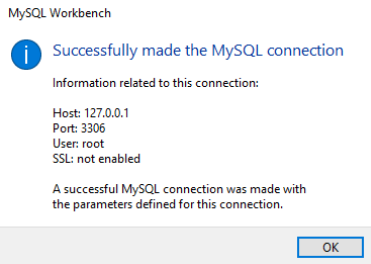 MySQL Workbench
Successfully made the MySQL connection
Information related to this connection:
Host: 127.0.0.1
Port: 3306
User: root
SSL: not enabled
A successful MySQL connection was made with
the parameters defined for this connection.
OK